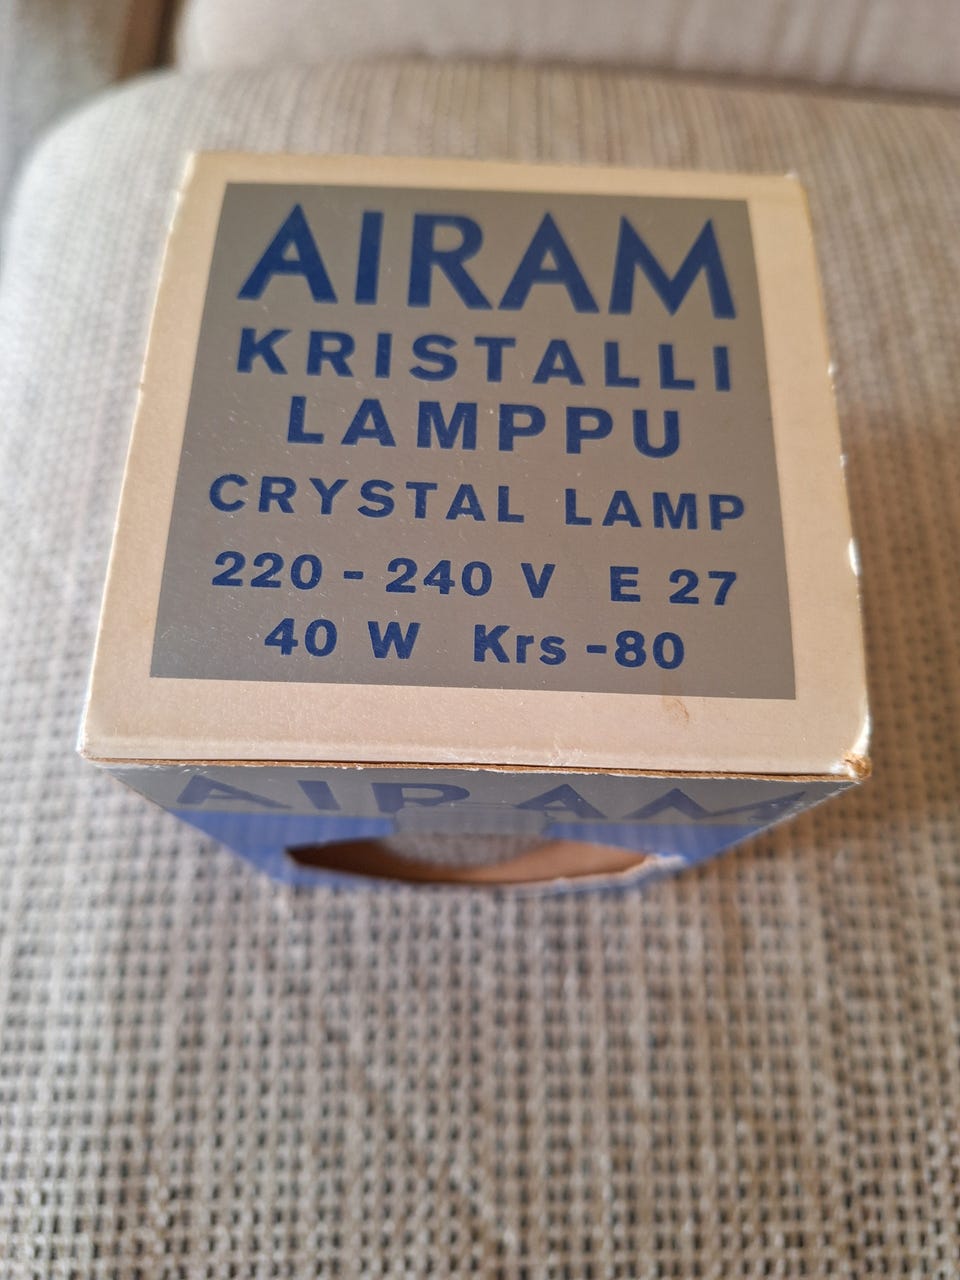 AIRAM
KRISTALLI
LAMPPU
CRYSTAL LAMP
220 - 240 V E 27
40 W Krs -80
AIRAM